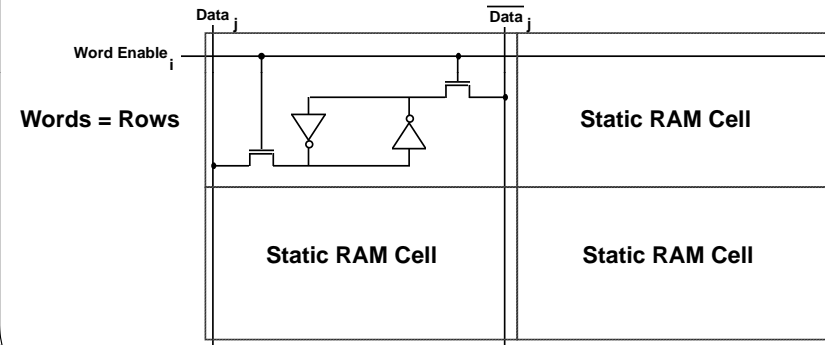 Data j
Data j
Word Enable i
Words = Rows
Static RAM Cell
Static RAM Cell
Static RAM Cell